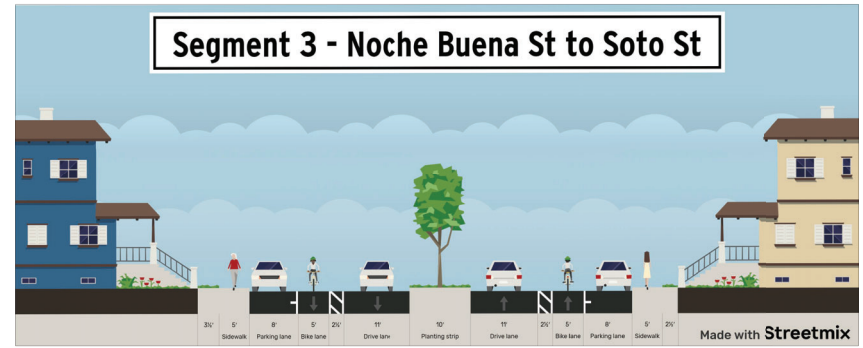 Segment 3 - Noche Buena St to Soto St
3½' 5' 8' 5' 2½' 11' 10' 11' 2½' 5' 8' 5' 2½'
Sidewalk Parking lane Bike lane Drive lane Planting strip Drive lane Bike lane Parking lane Sidewalk
Made with Streetmix